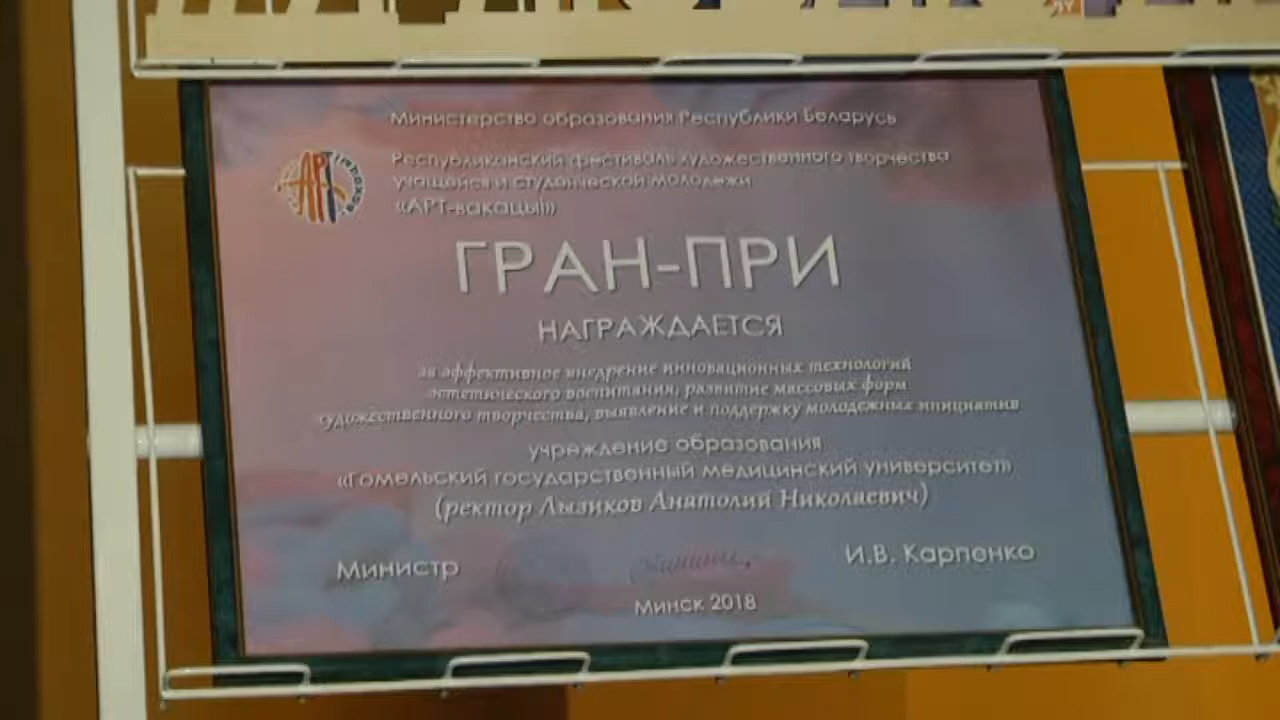 Министерство образования Республики Беларусь
АРТ
Республиканский фестиваль художественного творчества
учащейся и студенческой молодежи
«АРТ-вакацыі»
ГРАН-ПРИ
НАГРАЖДАЕТСЯ
за эффективное внедрение инновационных технологий
эстетического воспитания, развитие массовых форм
художественного творчества, выявление и поддержку молодежных инициатив
учреждение образования
«Гомельский государственный медицинский университет»
(ректор Лызиков Анатолий Николаевич)
Министр
И.В. Карпенко
Минск 2018